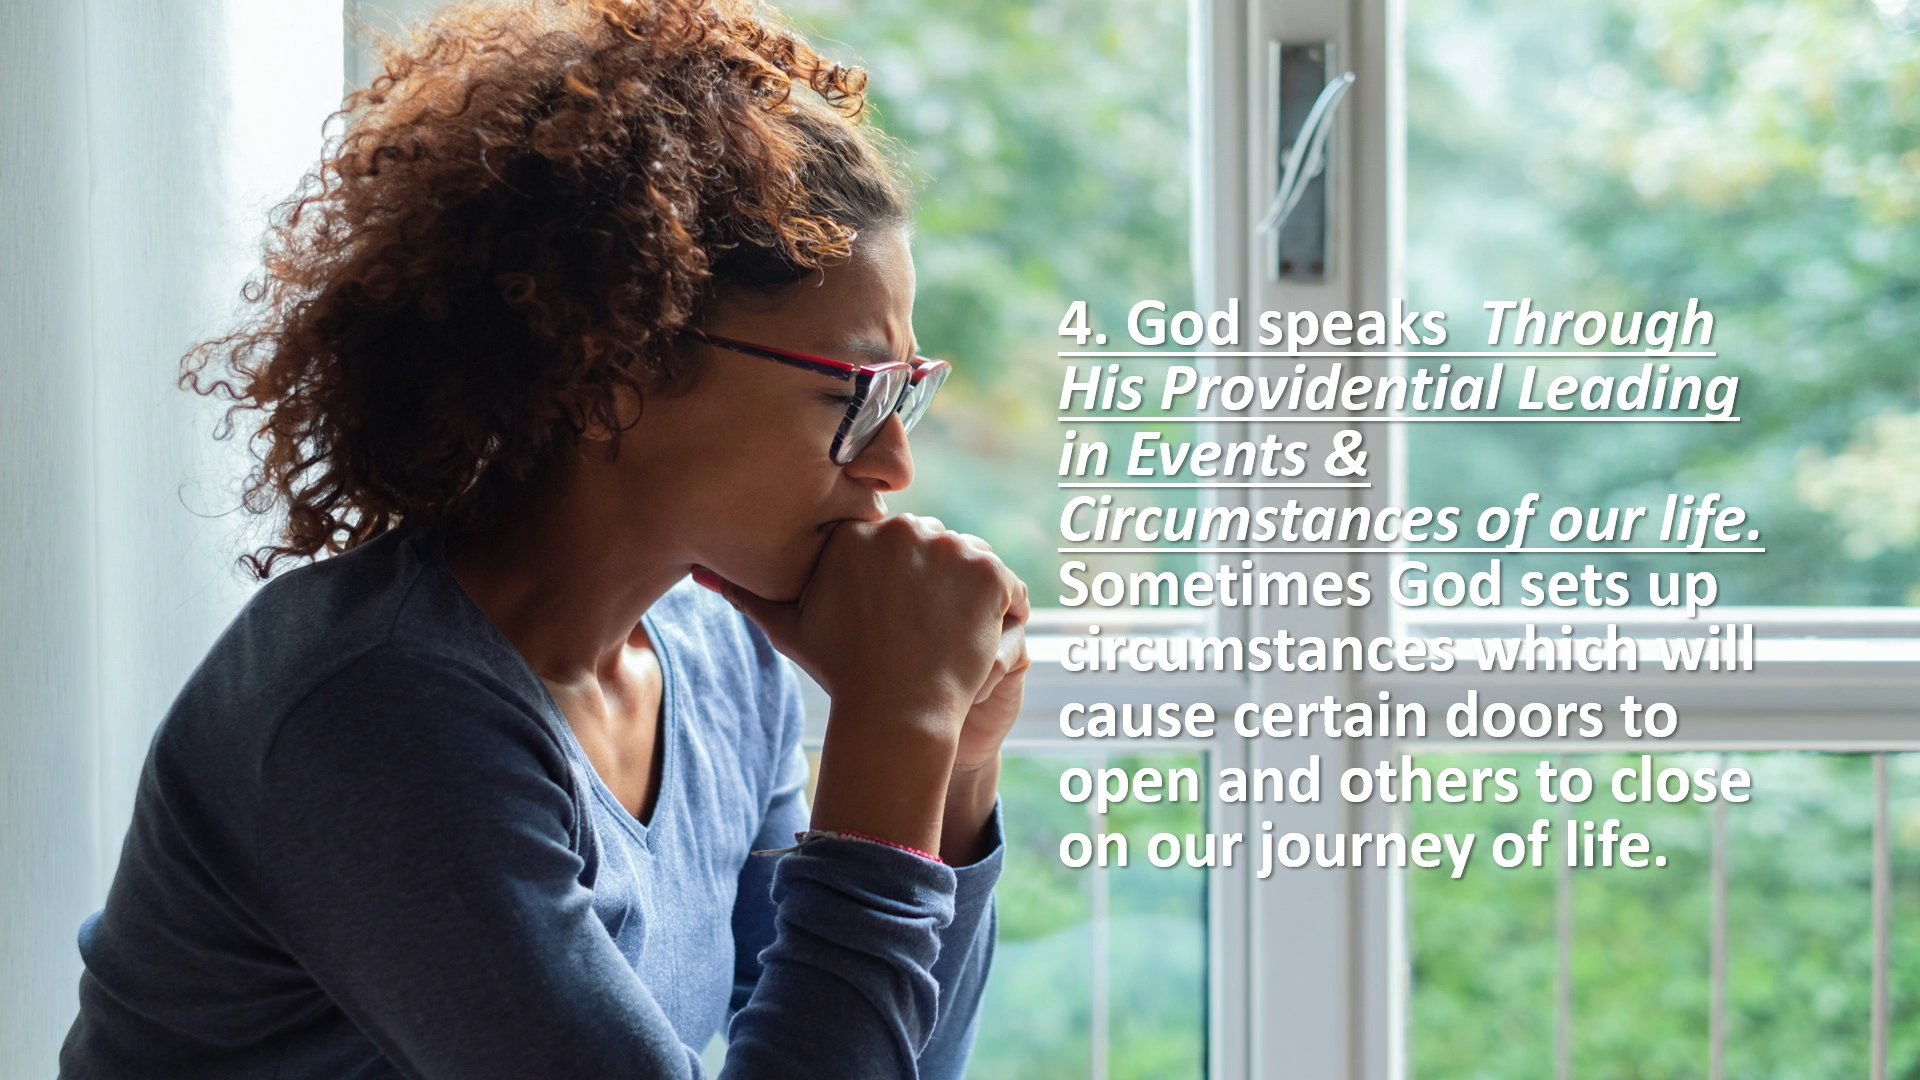 4. God speaks  Through
His Providential Leading
in Events &
Circumstances of our life.
Sometimes God sets up
circumstances which will
cause certain doors to
open and others to close
on our journey of life.